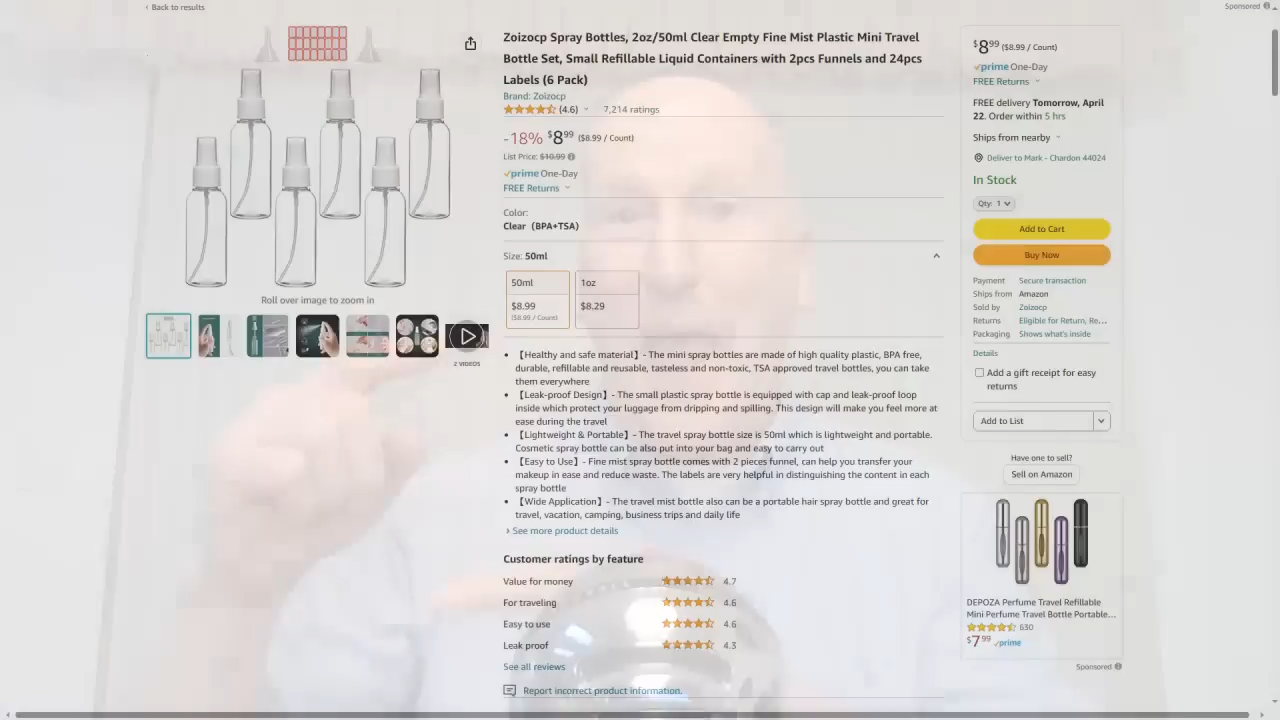 ‹ Back to results
Sponsored
Zoizocp Spray Bottles, 2oz/50ml Clear Empty Fine Mist Plastic Mini Travel
Bottle Set, Small Refillable Liquid Containers with 2pcs Funnels and 24pcs
Labels (6 Pack)
Brand: Zoizocp
(4.6)
7,214 ratings
-18% $8⁹⁹ ($8.99 / Count)
List Price: $10.99
prime One-Day
FREE Returns
Color:
Clear (BPA+TSA)
Size: 50ml
50ml
$8.99
($8.99 / Count)
1oz
$8.29
Roll over image to zoom in
2 VIDEOS
• 【Healthy and safe material】- The mini spray bottles are made of high quality plastic, BPA free,
durable, refillable and reusable, tasteless and non-toxic, TSA approved travel bottles, you can take
them everywhere
• 【Leak-proof Design】- The small plastic spray bottle is equipped with cap and leak-proof loop
inside which protect your luggage from dripping and spilling. This design will make you feel more at
ease during the travel
• 【Lightweight & Portable】- The travel spray bottle size is 50ml which is lightweight and portable.
Cosmetic spray bottle can be also put into your bag and easy to carry out
• 【Easy to Use】- Fine mist spray bottle comes with 2 pieces funnel, can help you transfer your
makeup in ease and reduce waste. The labels are very helpful in distinguishing the content in each
spray bottle
• 【Wide Application】- The travel mist bottle also can be a portable hair spray bottle and great for
travel, vacation, camping, business trips and daily life
› See more product details
Customer ratings by feature
Value for money 4.7
For traveling 4.6
Easy to use 4.6
Leak proof 4.3
See all reviews
Report incorrect product information.
$8⁹⁹ ($8.99 / Count)
prime One-Day
FREE Returns
FREE delivery Tomorrow, April
22. Order within 5 hrs
Ships from nearby
Deliver to Mark - Chardon 44024
In Stock
Qty: 1
Add to Cart
Buy Now
Payment Secure transaction
Ships from Amazon
Sold by Zoizocp
Returns Eligible for Return, Re...
Packaging Shows what's inside
Details
Add a gift receipt for easy
returns
Add to List
Have one to sell?
Sell on Amazon
DEPOZA Perfume Travel Refillable
Mini Perfume Travel Bottle Portable...
630
$7⁹⁹ prime
Sponsored